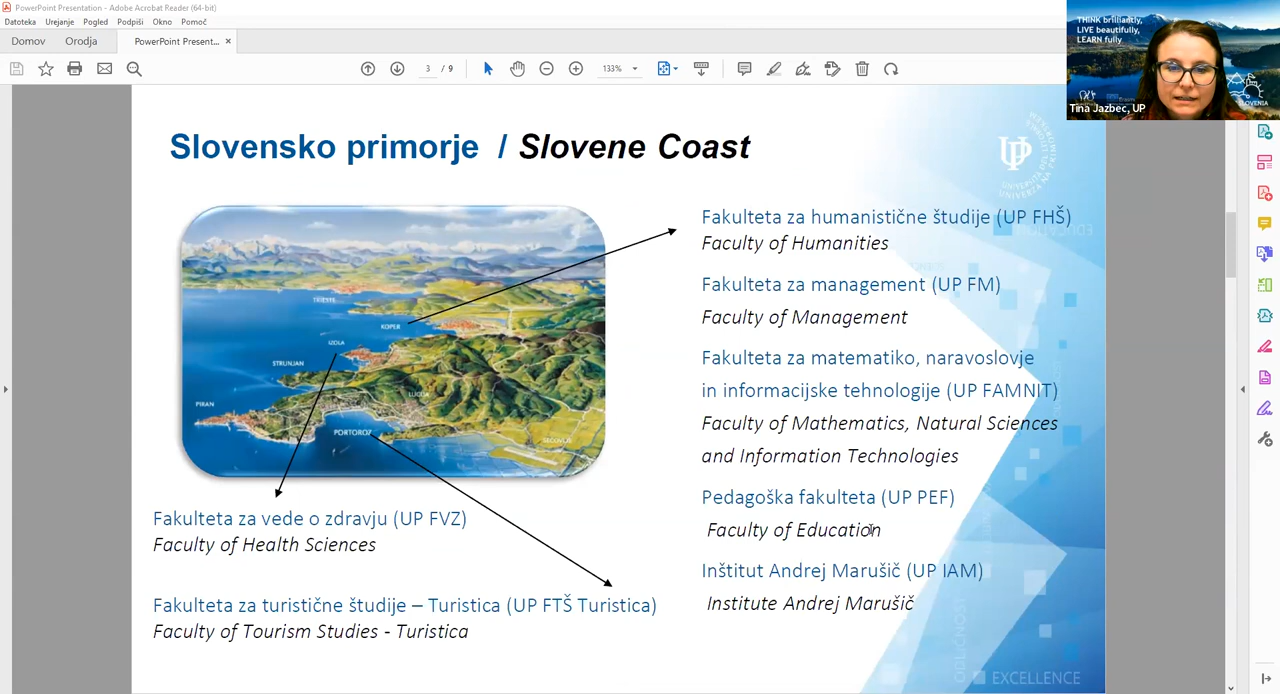 PowerPoint Presentation - Adobe Acrobat Reader (64-bit)
Datoteka Urejanje Pogled Podpiši Okno Pomoč
Domov Orodja PowerPoint Present... ×
3 / 9 133%
THINK brilliantly,
LIVE beautifully,
LEARN fully
SLOVENIA
Tina Jazbec, UP
Slovensko primorje / Slovene Coast
UP
Fakulteta za humanistične študije (UP FHŠ)
Faculty of Humanities
Fakulteta za management (UP FM)
Faculty of Management
Fakulteta za matematiko, naravoslovje
in informacijske tehnologije (UP FAMNIT)
Faculty of Mathematics, Natural Sciences
and Information Technologies
Pedagoška fakulteta (UP PEF)
Faculty of Education
Inštitut Andrej Marušič (UP IAM)
Institute Andrej Marušič
TRIESTE
KOPER
IZOLA
STRUNJAN
LUCIJA
PIRAN
PORTOROZ
Fakulteta za vede o zdravju (UP FVZ)
Faculty of Health Sciences
Fakulteta za turistične študije – Turistica (UP FTŠ Turistica)
Faculty of Tourism Studies - Turistica
ODLIČNOST
EXCELLENCE